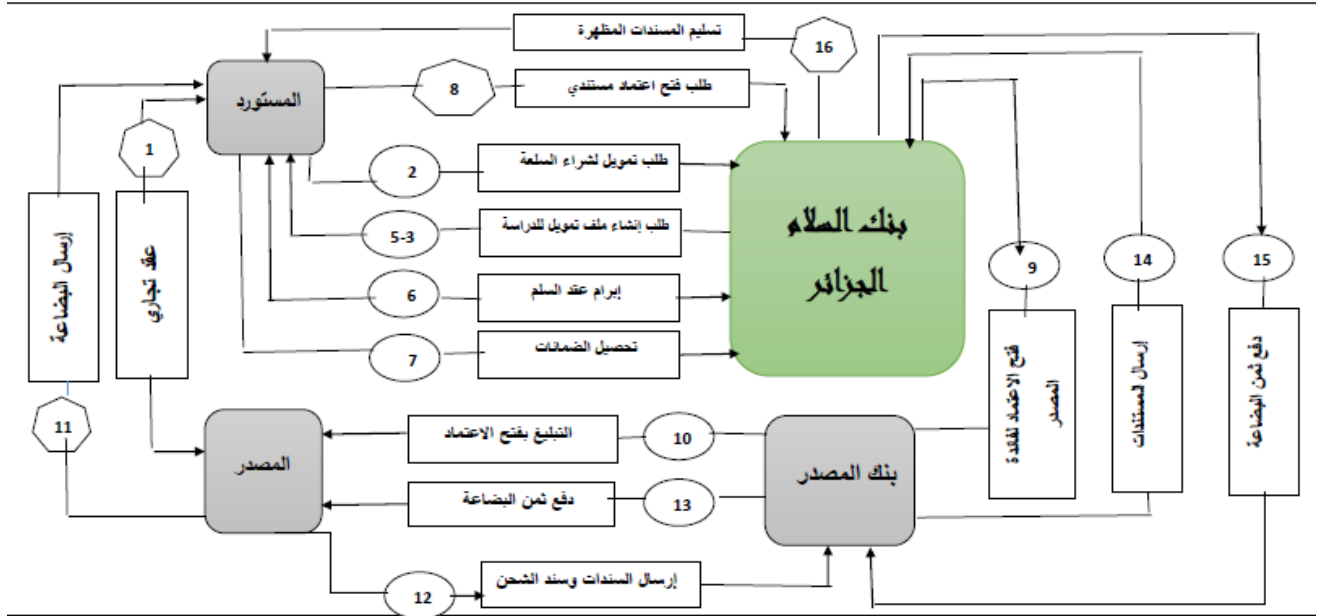 تسليم المسندات المظهرة
16
المستورد
8
طلب فتح اعتماد مستندي
1
2
طلب تمويل لشراء السلعة
5-3
طلب إنشاء ملف تمويل للدراسة
6
إبرام عقد السلم
7
تحصيل الضمانات
بنك السلام
الجزائر
9
14
15
إرسال البضاعة
عقد تجاري
فتح الاعتماد لفائدة
المصدر
إرسال المستندات
دفع ثمن البضاعة
11
المصدر
التبليغ بفتح الاعتماد
10
بنك المصدر
دفع ثمن البضاعة
13
12
إرسال السندات وسند الشحن